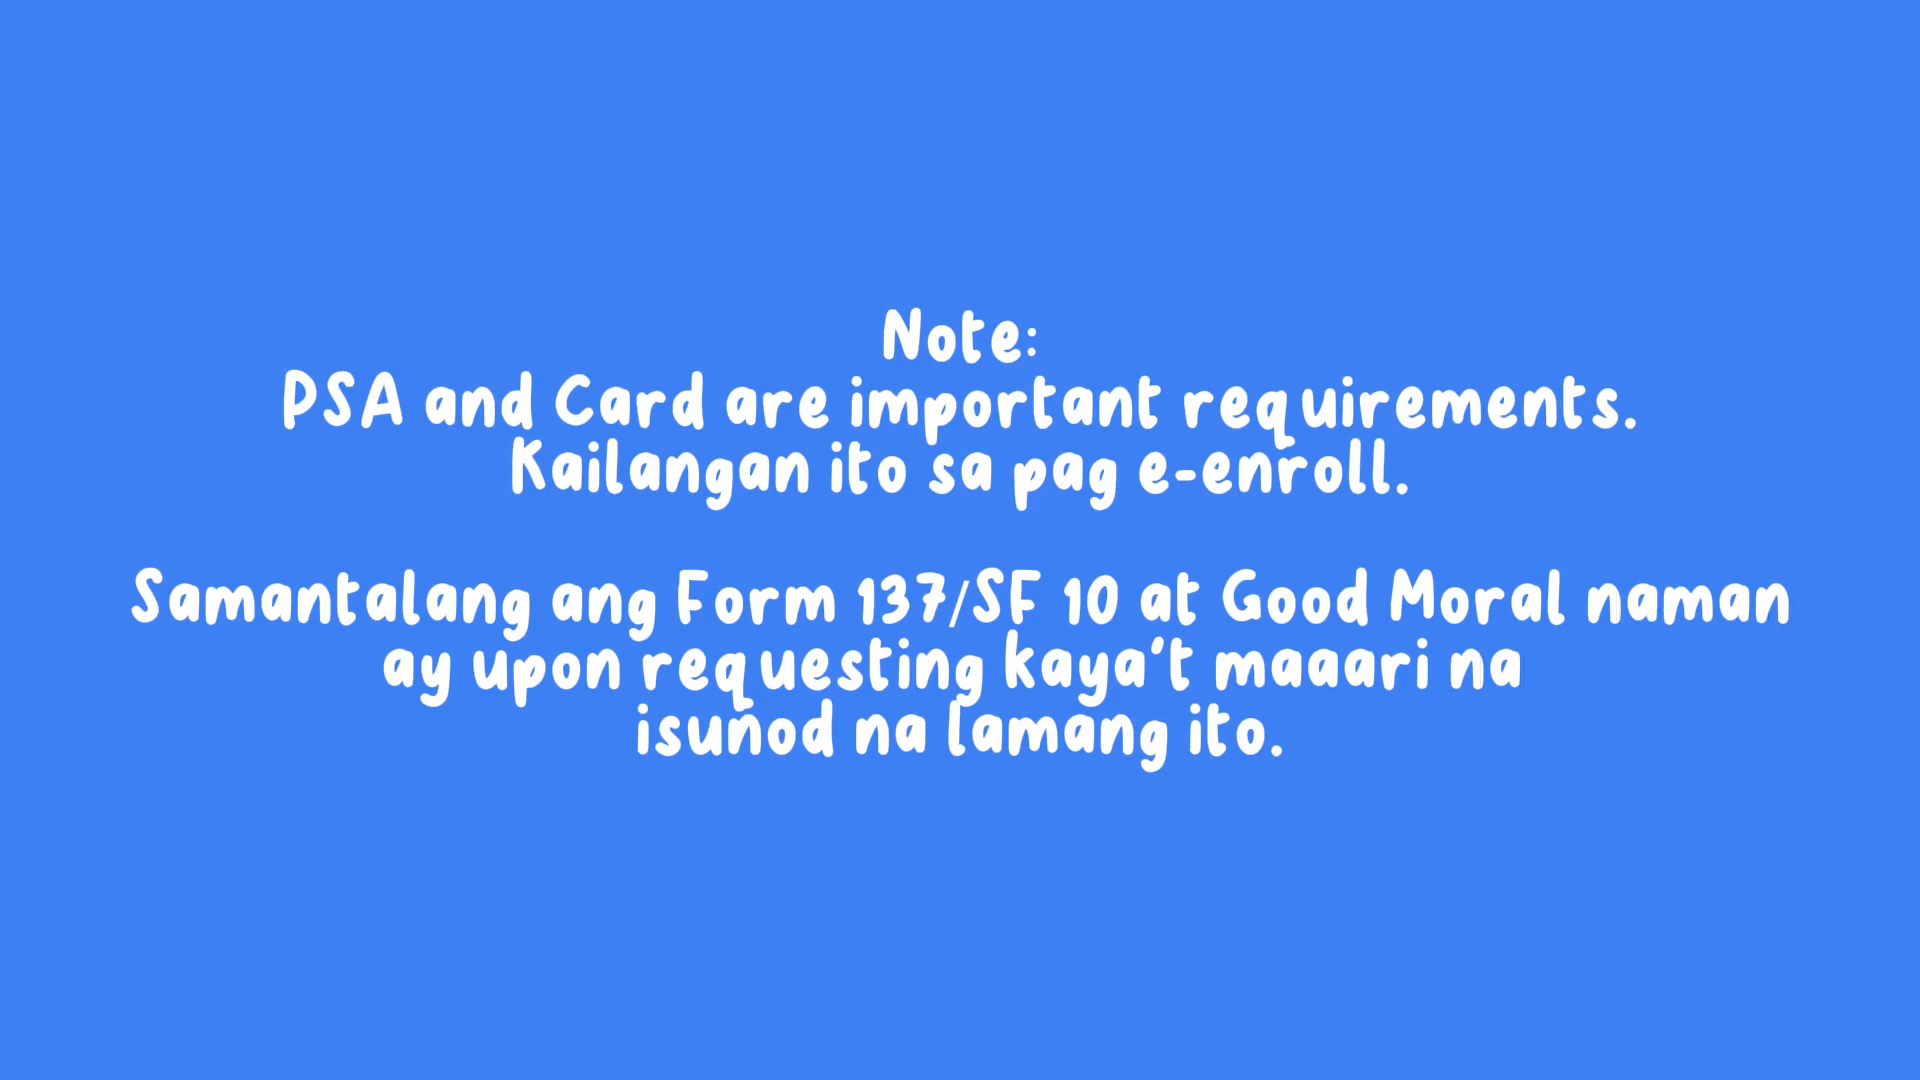 Note:
PSA and Card are important requirements.
Kailangan ito sa pag e-enroll.
Samantalang ang Form 137/SF 10 at Good Moral naman
ay upon requesting kaya't maaari na
isunod na lamang ito.